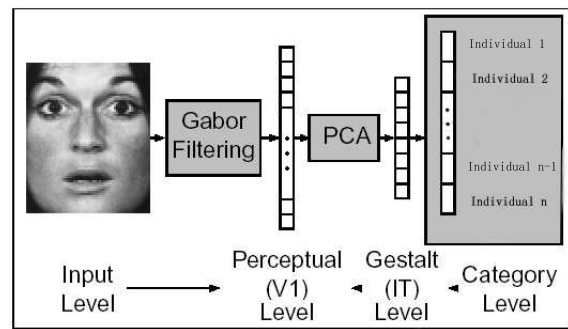 Individual 1
Individual 2
Gabor
Filtering
PCA
Individual n-1
Individual n
Input
Level
Perceptual
(V1)
Level
Gestalt
(IT)
Level
Category
Level